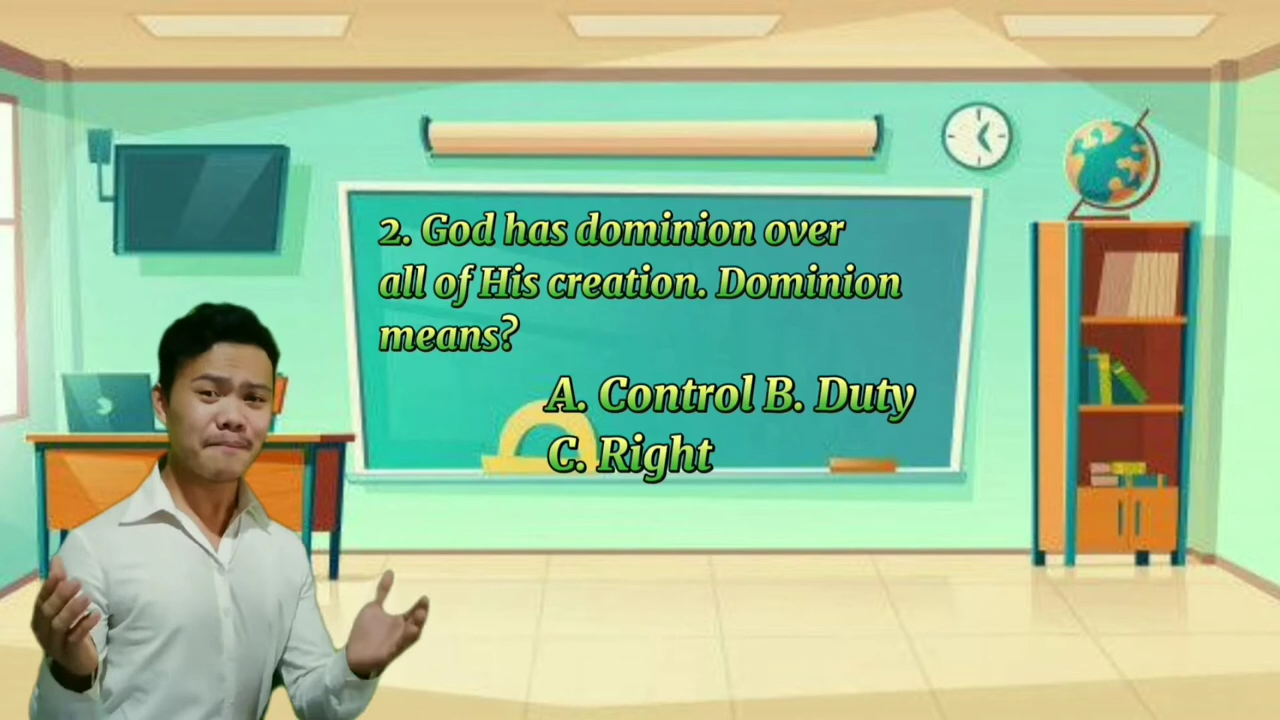 2. God has dominion over
all of His creation. Dominion
means?
A. Control B. Duty
C. Right